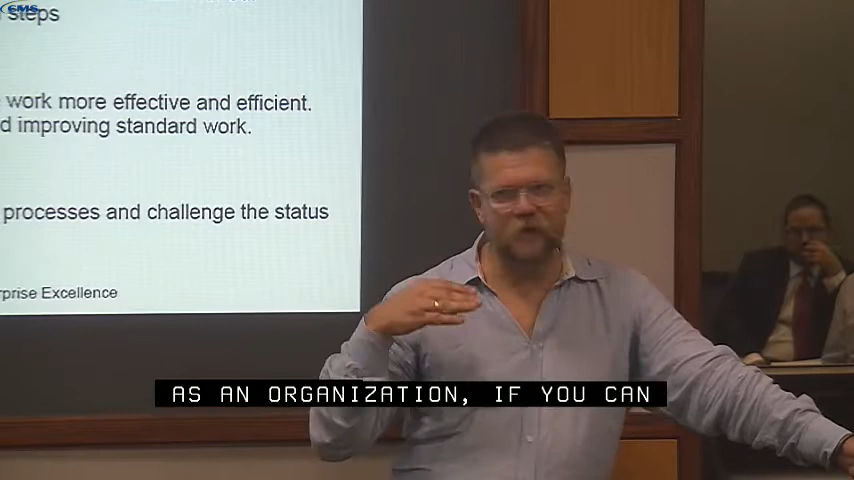 CMS
steps
work more effective and efficient.
d improving standard work.
processes and challenge the status
rprise Excellence
AS AN ORGANIZATION, IF YOU CAN